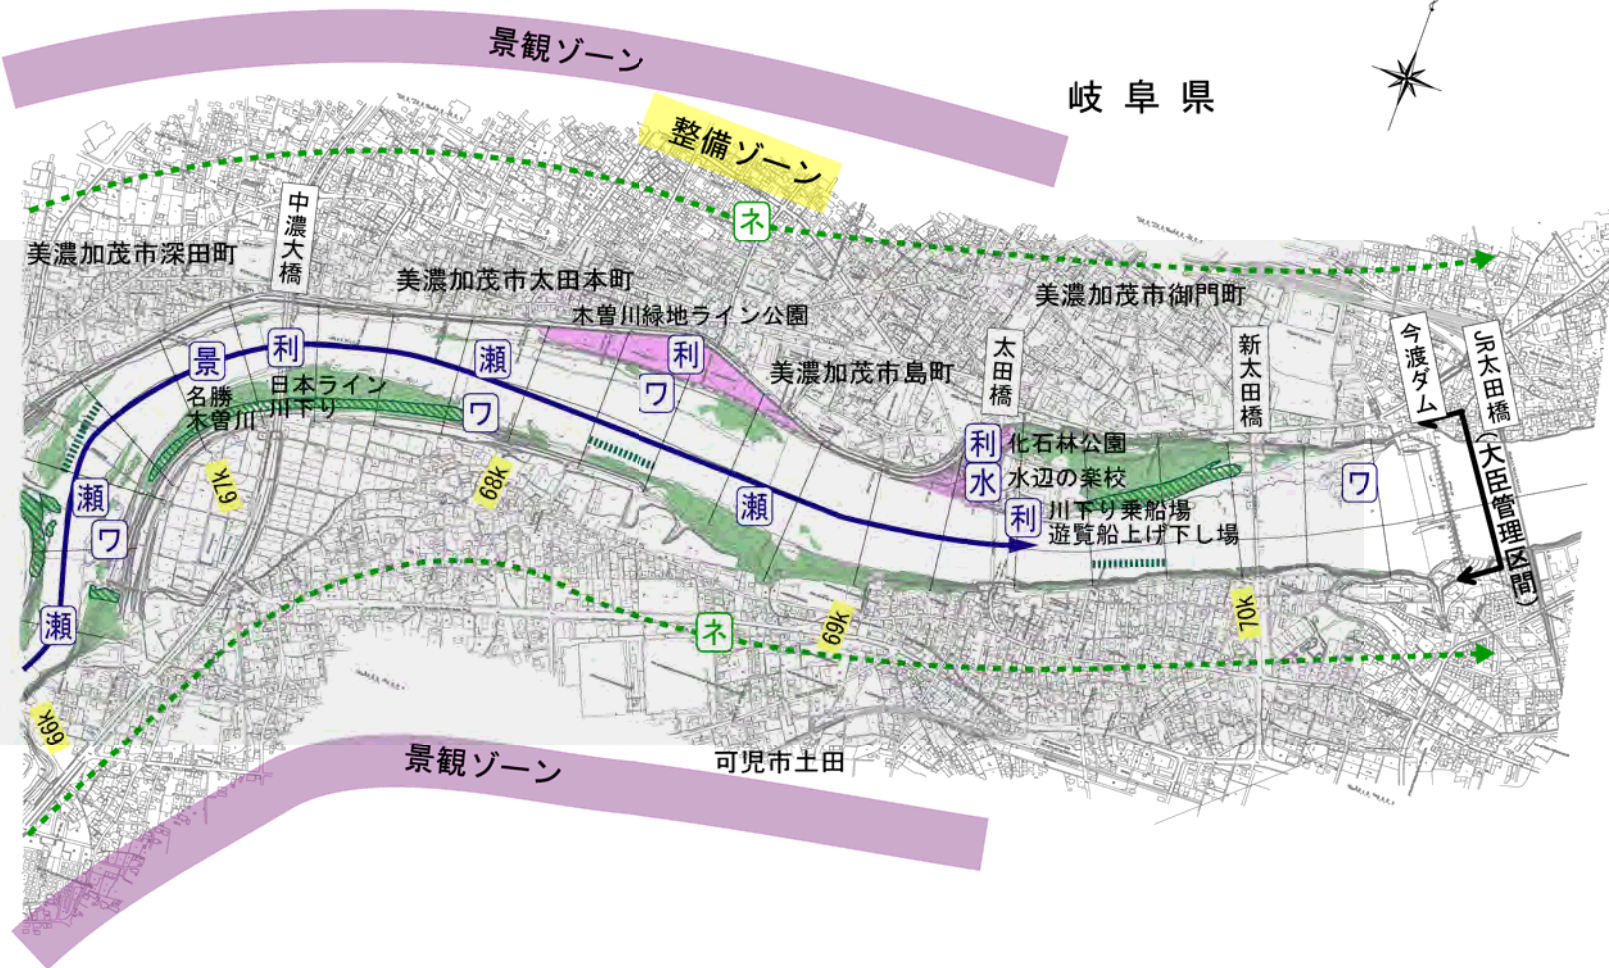 景観ゾーン
岐阜県
整備ゾーン
ネ
中濃大橋
美濃加茂市深田町
美濃加茂市太田本町
木曽川緑地ライン公園
美濃加茂市御門町
今渡ダム
JR太田橋
(大臣管理区間)
太田橋
新太田橋
美濃加茂市島町
景
利
瀬
利
ワ
名勝
木曽川
日本ライン
川下り
ワ
利
化石林公園
水
水辺の楽校
利
川下り乗船場
遊覧船上げ下し場
ワ
瀬
瀬
ワ
瀬
67k
68k
69k
70k
66k
ネ
景観ゾーン
可児市土田